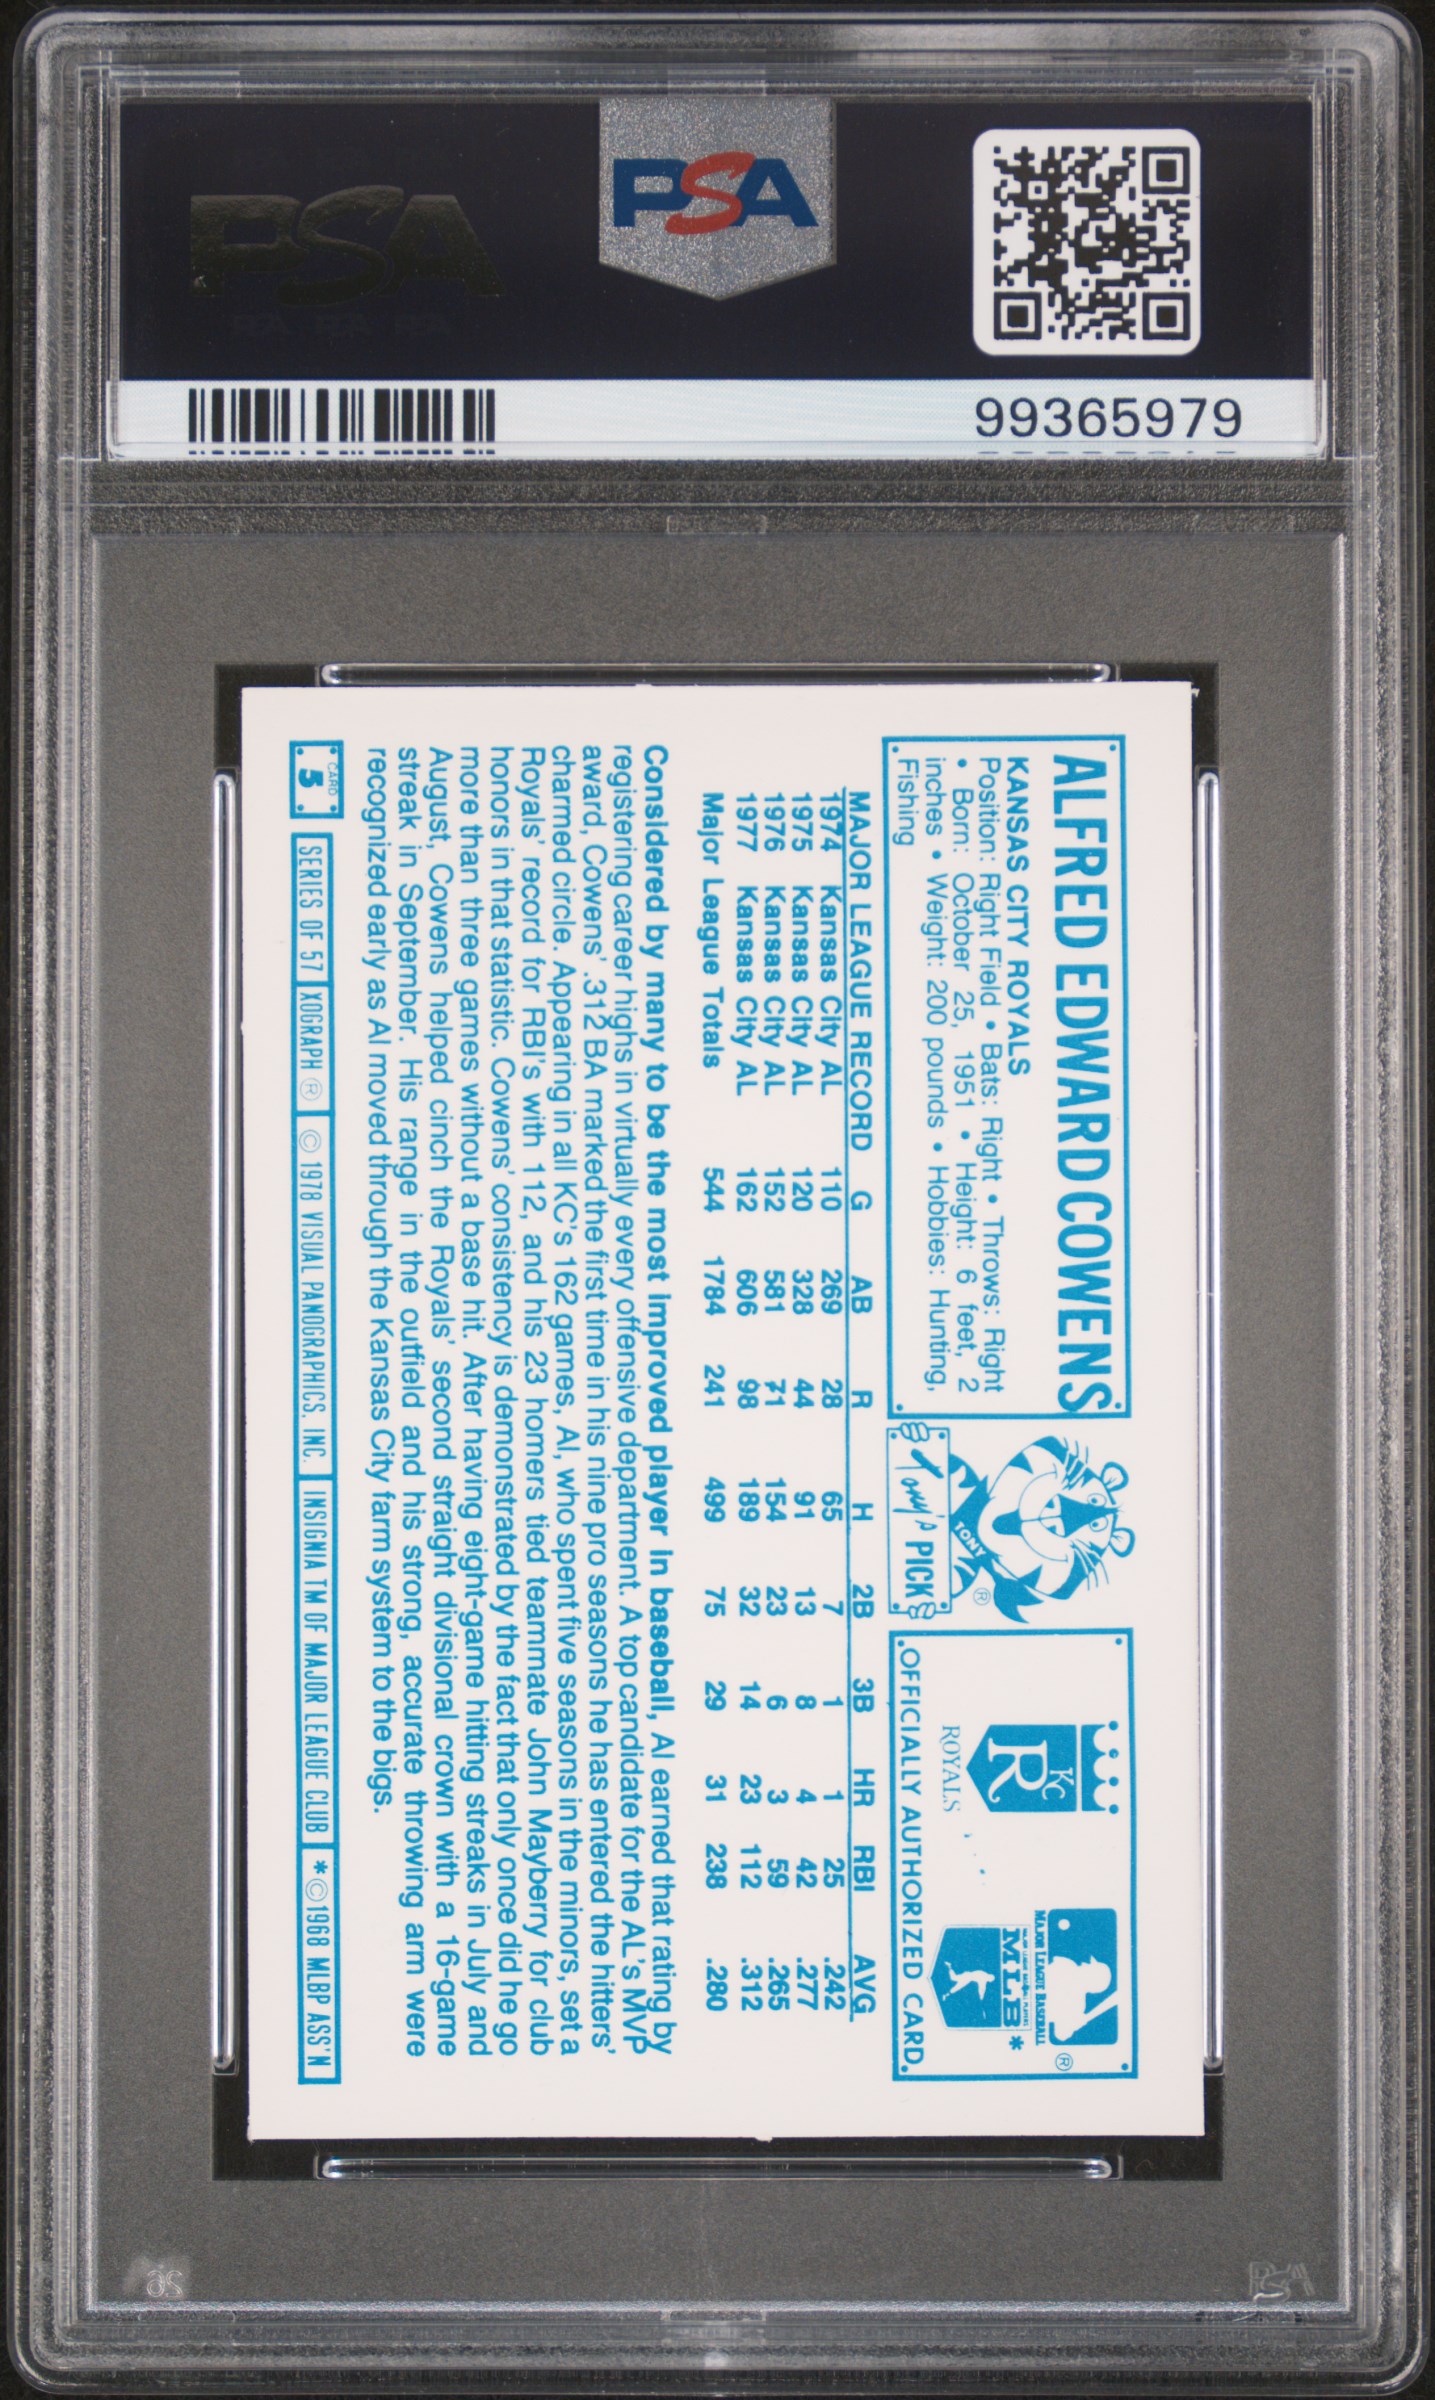 PSA
PSA
99365979
ALFRED EDWARD COWENS
KANSAS CITY ROYALS
Position: Right Field • Bats: Right • Throws: Right
• Born: October 25, 1951 • Height: 6 feet, 2
inches • Weight: 200 pounds • Hobbies: Hunting,
Fishing
TONY
®
Tony's PICK
KC
R
ROYALS
MAJOR LEAGUE BASEBALL
®
MLB*
OFFICIALLY AUTHORIZED CARD
MAJOR LEAGUE RECORD G AB R H 2B 3B HR RBI AVG
1974 Kansas City AL 110 269 28 65 7 1 1 25 .242
1975 Kansas City AL 120 328 44 91 13 8 4 42 .277
1976 Kansas City AL 152 581 71 154 23 6 3 59 .265
1977 Kansas City AL 162 606 98 189 32 14 23 112 .312
Major League Totals 544 1784 241 499 75 29 31 238 .280
Considered by many to be the most improved player in baseball, Al earned that rating by
registering career highs in virtually every offensive department. A top candidate for the AL's MVP
award, Cowens' .312 BA marked the first time in his nine pro seasons he has entered the hitters'
charmed circle. Appearing in all KC's 162 games, Al, who spent five seasons in the minors, set a
Royals' record for RBI's with 112, and his 23 homers tied teammate John Mayberry for club
honors in that statistic. Cowens' consistency is demonstrated by the fact that only once did he go
more than three games without a base hit. After having eight-game hitting streaks in July and
August, Cowens helped cinch the Royals' second straight divisional crown with a 16-game
streak in September. His range in the outfield and his strong, accurate throwing arm were
recognized early as Al moved through the Kansas City farm system to the bigs.
CARD
5
SERIES OF 57 XOGRAPH ® © 1978 VISUAL PANOGRAPHICS, INC. INSIGNIA TM OF MAJOR LEAGUE CLUB *©1968 MLBP ASS'N
PSA